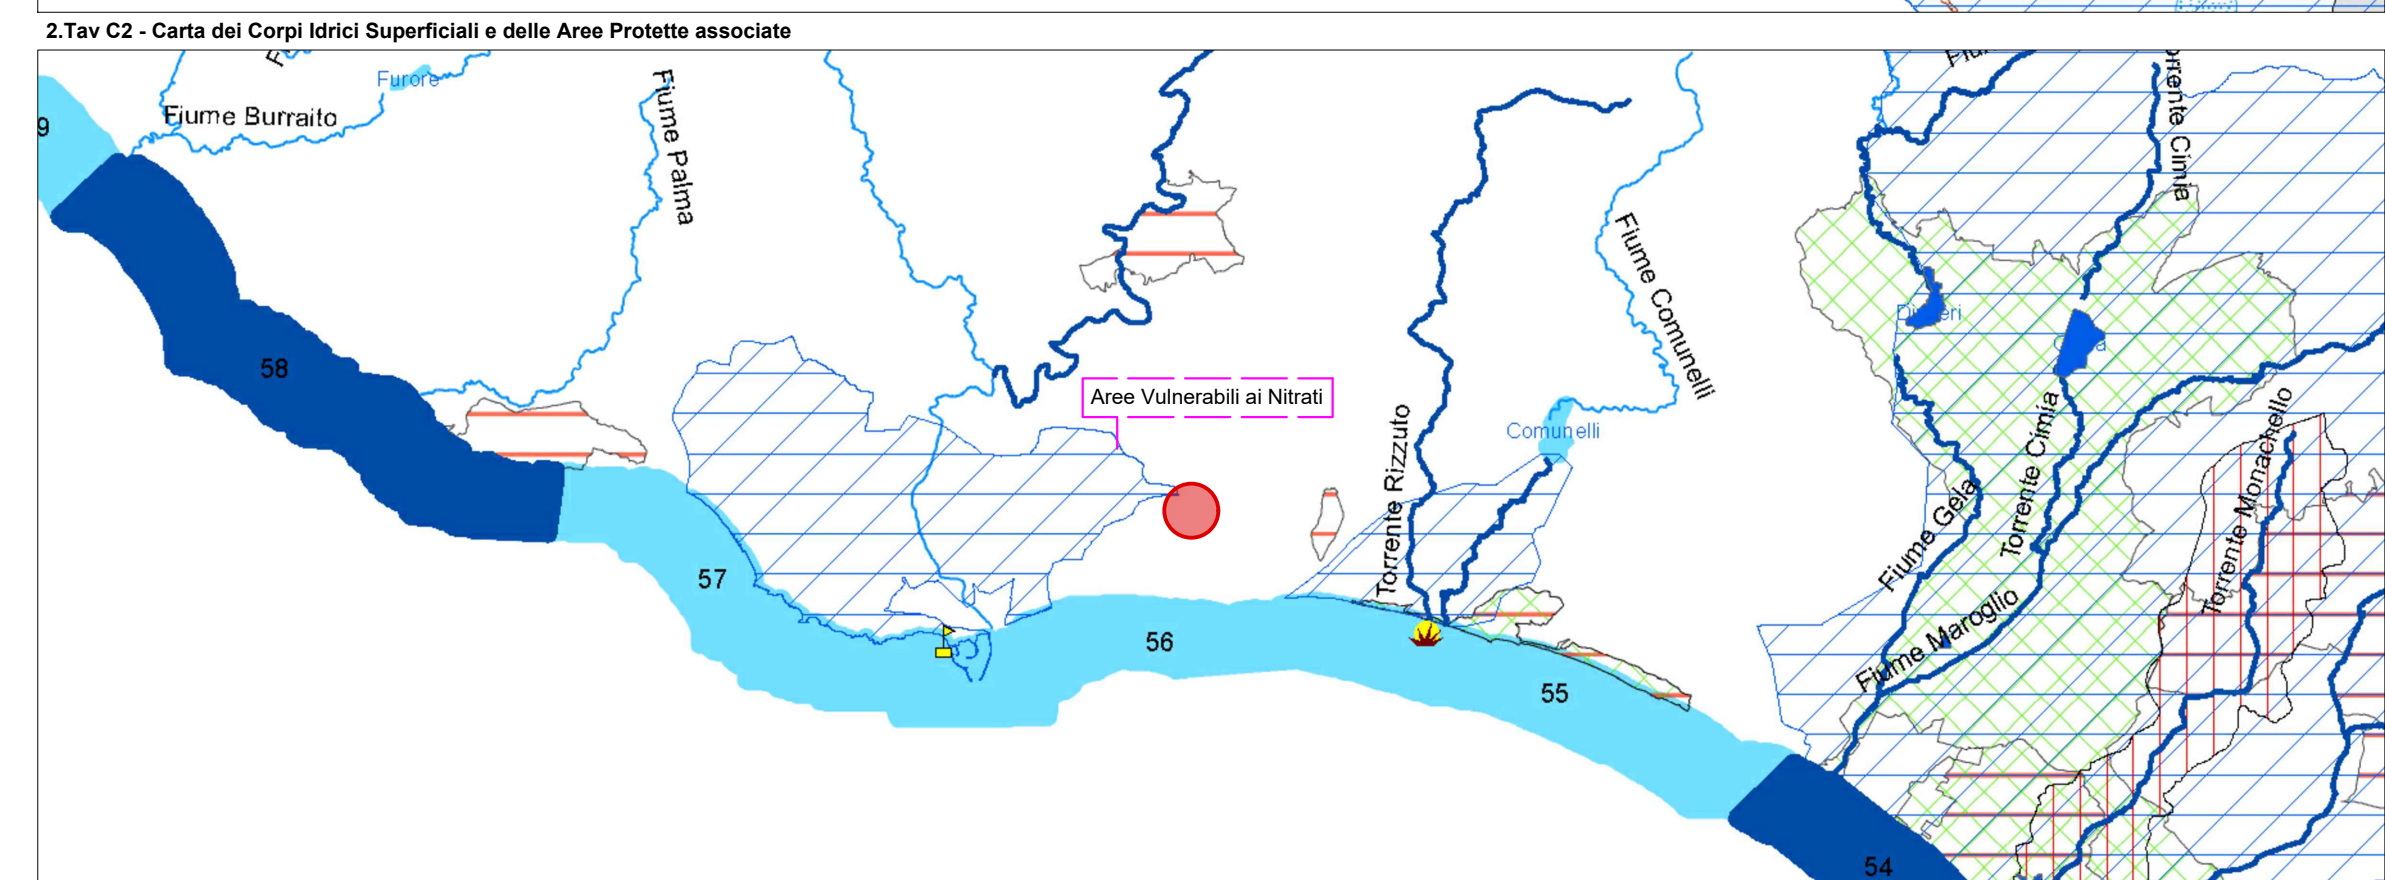 2.Tav C2 - Carta dei Corpi Idrici Superficiali e delle Aree Protette associate
Furore
Fiume Burraito
9
Fiume Palma
Torrente Cimia
Fiume Comunelli
58
Aree Vulnerabili ai Nitrati
Comunelli
Torrente Rizzuto
Fiume Gela
Torrente Cimia
Torrente Monachello
57
Fiume Maroglio
56
55
54